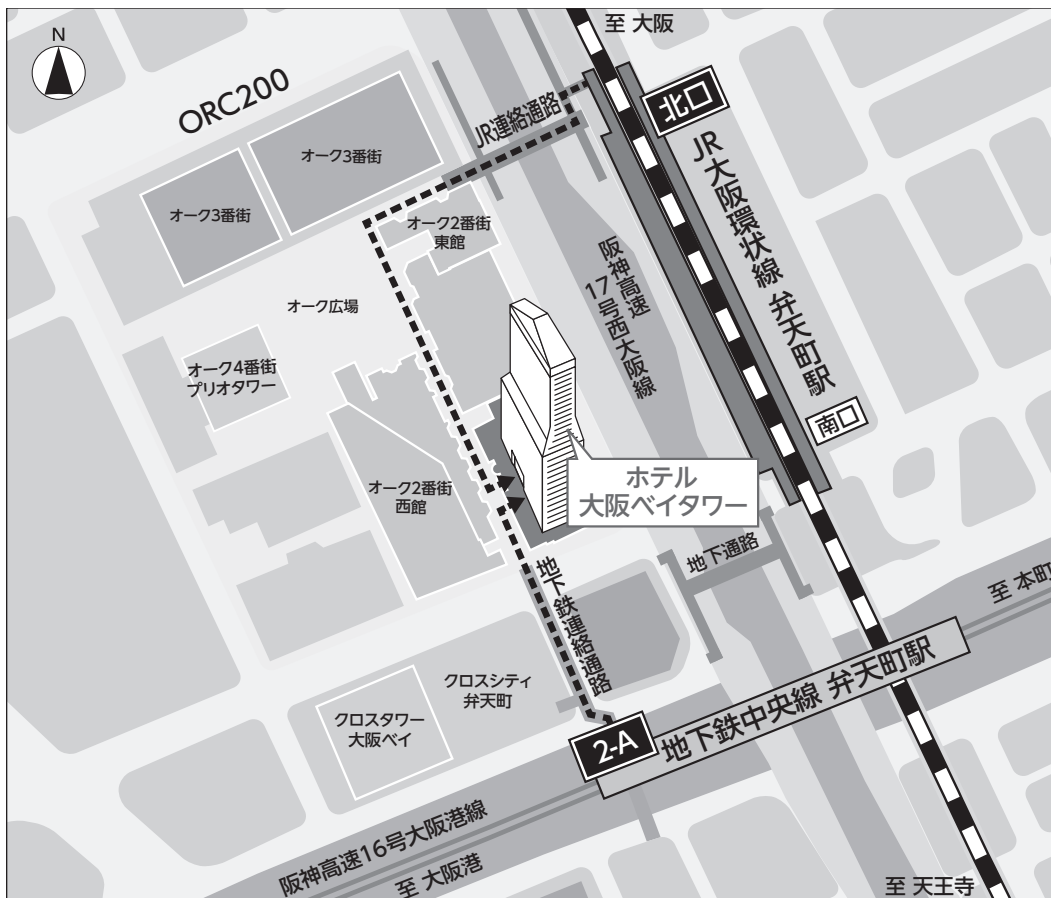 至 大阪
N
ORC200
北口
JR連絡通路
オーク3番街
オーク3番街
JR大阪環状線 弁天町駅
オーク2番街
東館
阪神高速
17号西大阪線
オーク広場
オーク4番街
プリオタワー
南口
ホテル
大阪ベイタワー
オーク2番街
西館
地下通路
地下鉄連絡通路
至 本町
クロスシティ
弁天町
地下鉄中央線 弁天町駅
クロスタワー
大阪ベイ
2-A
阪神高速16号大阪港線
至 大阪港
至 天王寺